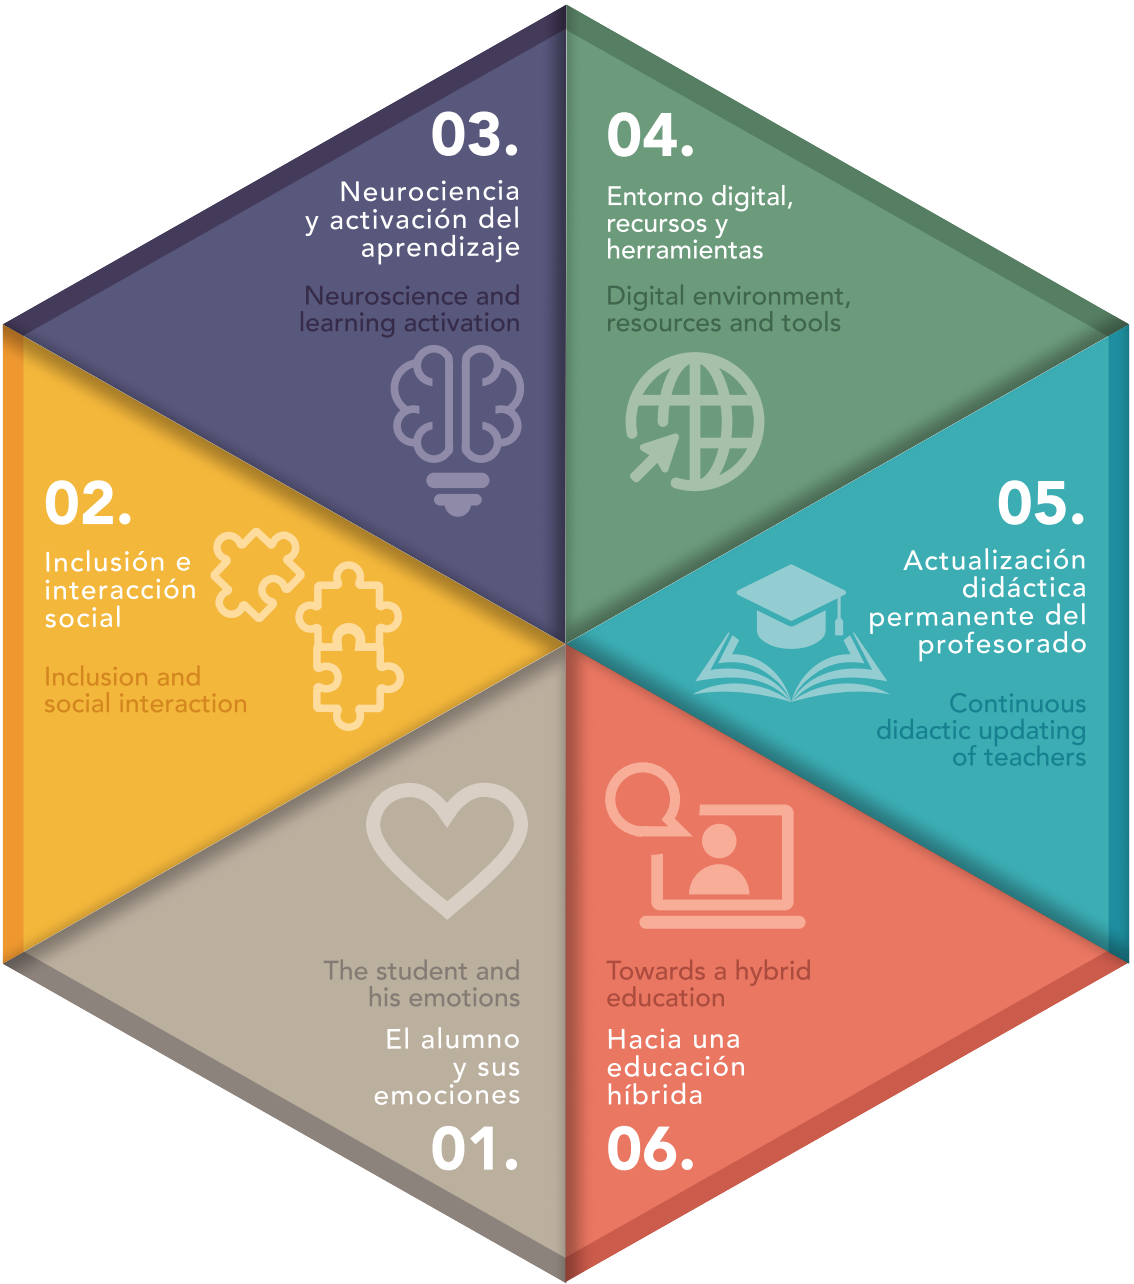 03.
Neurociencia
y activación del
aprendizaje
Neuroscience and
learning activation
04.
Entorno digital,
recursos y
herramientas
Digital environment,
resources and tools
02.
Inclusión e
interacción
social
Inclusion and
social interaction
05.
Actualización
didáctica
permanente del
profesorado
Continuous
didactic updating
of teachers
The student and
his emotions
El alumno
y sus
emociones
01.
Towards a hybrid
education
Hacia una
educación
híbrida
06.